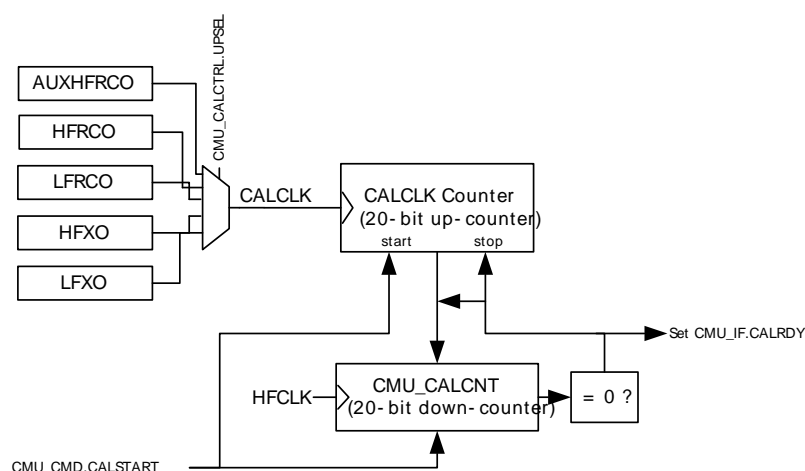 CMU_CALCTRL.UPSEL
AUXHFRCO
HFRCO
LFRCO
HFXO
LFXO
CALCLK
CALCLK Counter
(20-bit up-counter)
start stop
Set CMU_IF.CALRDY
HFCLK
CMU_CALCNT
(20-bit down-counter)
= 0 ?
CMU_CMD.CALSTART